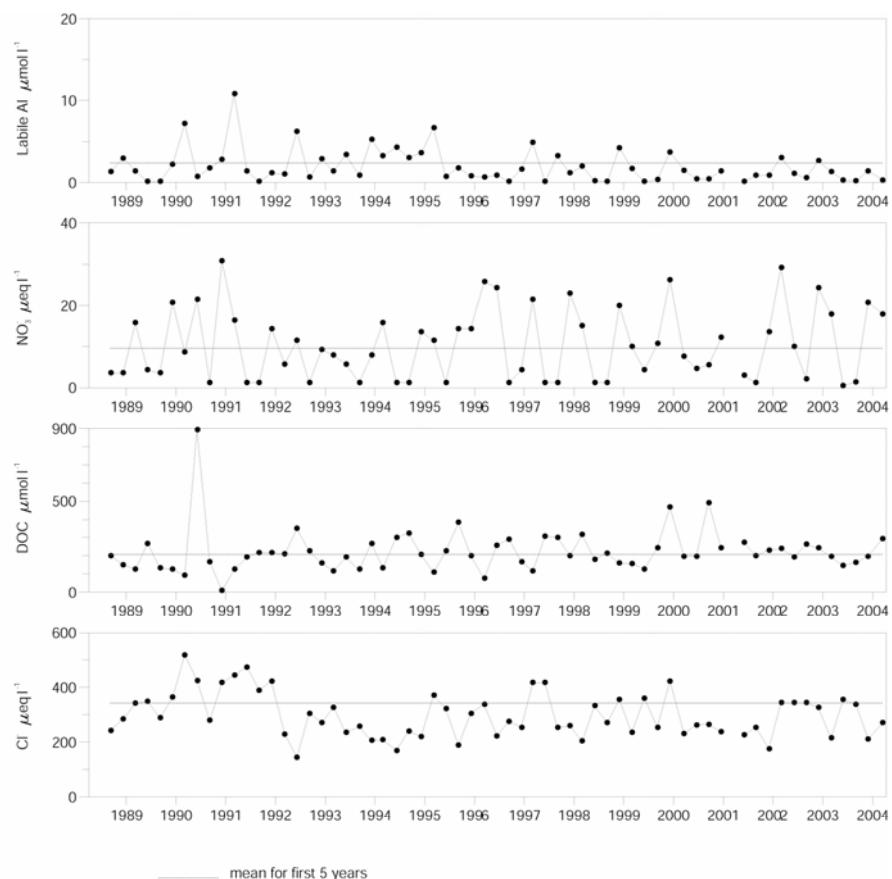 20
10
0
Labile Al μmol l⁻¹
1989 1990 1991 1992 1993 1994 1995 1996 1997 1998 1999 2000 2001 2002 2003 2004
40
20
0
NO₃⁻ μeq l⁻¹
1989 1990 1991 1992 1993 1994 1995 1996 1997 1998 1999 2000 2001 2002 2003 2004
900
500
0
DOC μmol l⁻¹
1989 1990 1991 1992 1993 1994 1995 1996 1997 1998 1999 2000 2001 2002 2003 2004
600
400
200
0
Cl⁻ μeq l⁻¹
1989 1990 1991 1992 1993 1994 1995 1996 1997 1998 1999 2000 2001 2002 2003 2004
mean for first 5 years